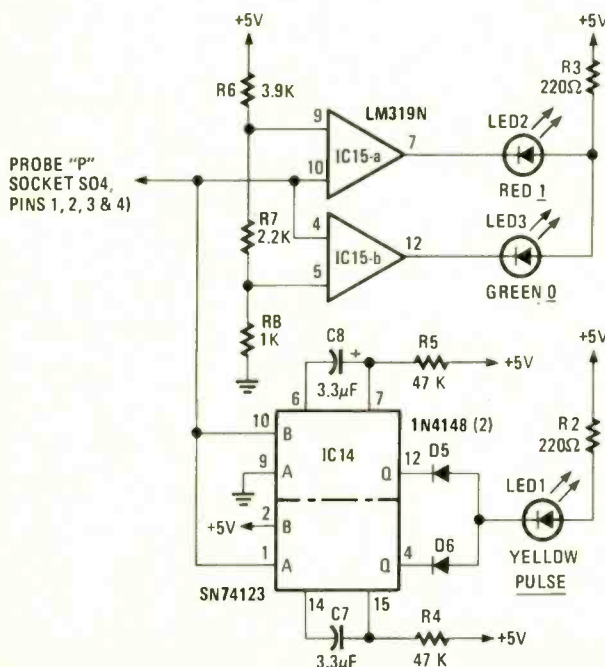 +5V
+5V
R6
3.9K
R3
220Ω
LM319N
LED2
9
7
IC15-a
10
PROBE "P"
SOCKET SO4,
PINS 1, 2, 3 & 4)
RED 1
R7
2.2K
LED3
4
12
IC15-b
5
GREEN 0
R8
1K
C8
+
3.3µF
R5
47 K
+5V
+5V
6
7
1N4148 (2)
R2
220Ω
10
B
IC14
12
D5
9
A
Q
LED1
2
+5V
B
D6
1
A
Q
4
YELLOW
PULSE
SN74123
14
15
R4
C7
3.3µF
47 K
+5V